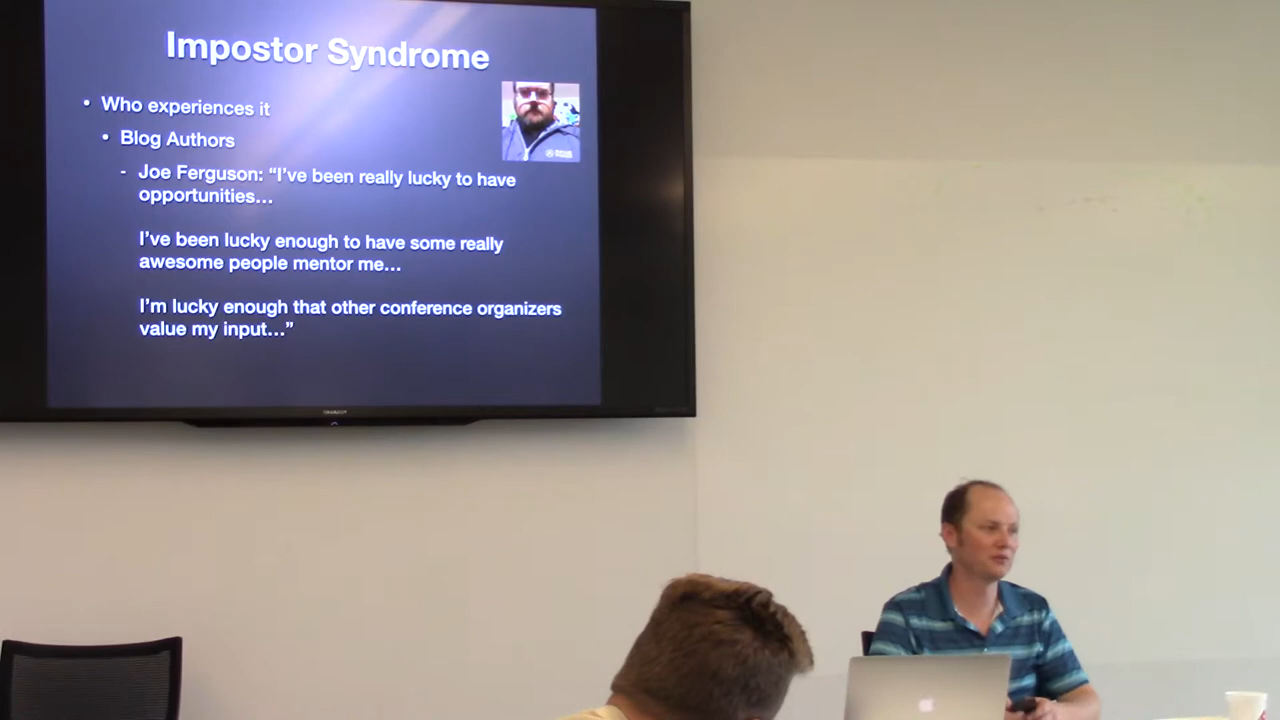 Impostor Syndrome
• Who experiences it
• Blog Authors
- Joe Ferguson: “I’ve been really lucky to have
opportunities…
I’ve been lucky enough to have some really
awesome people mentor me…
I’m lucky enough that other conference organizers
value my input…”